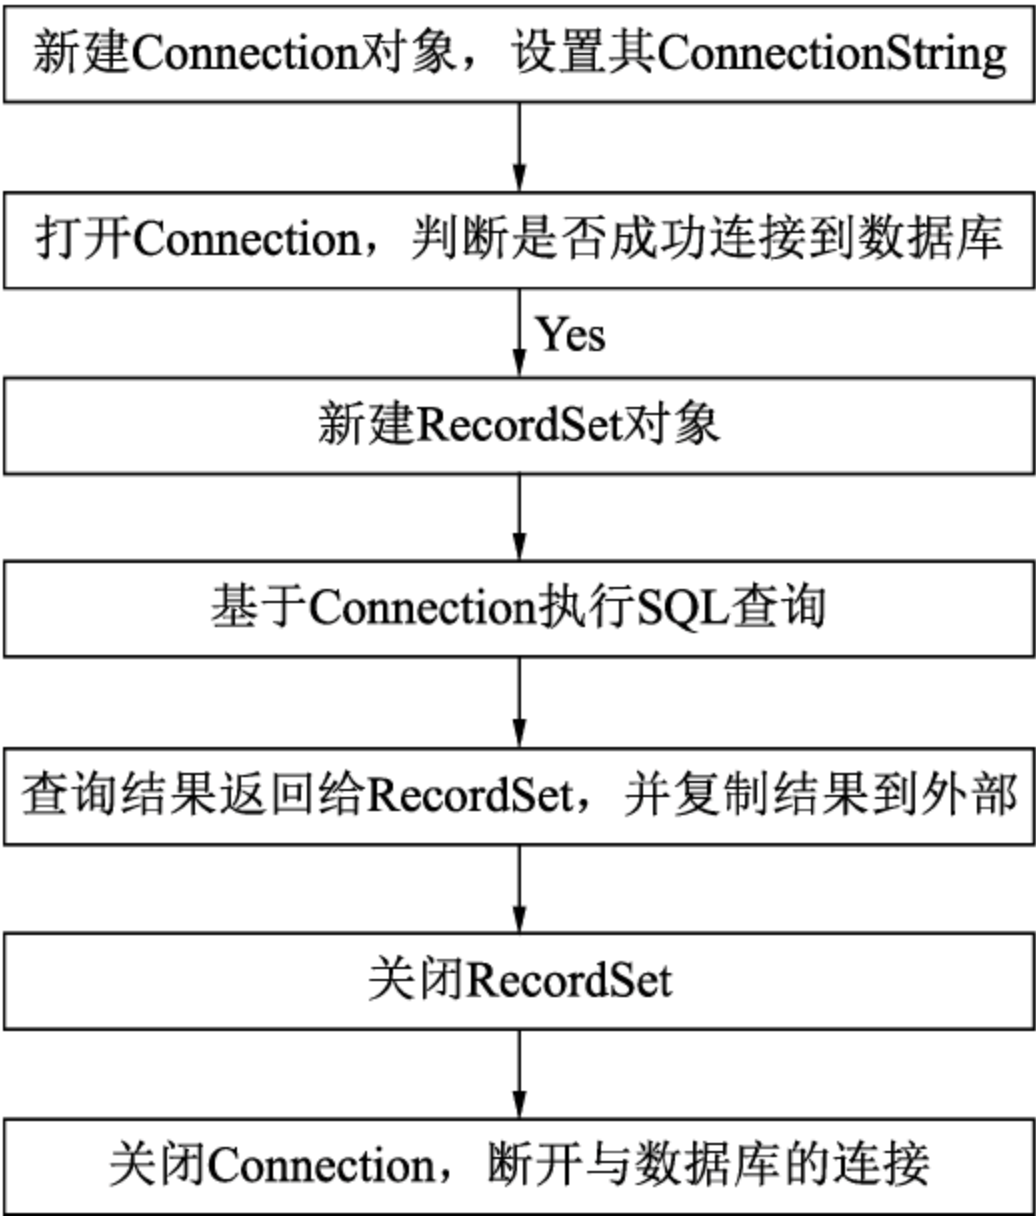 新建Connection对象，设置其ConnectionString
打开Connection，判断是否成功连接到数据库
Yes
新建RecordSet对象
基于Connection执行SQL查询
查询结果返回给RecordSet，并复制结果到外部
关闭RecordSet
关闭Connection，断开与数据库的连接